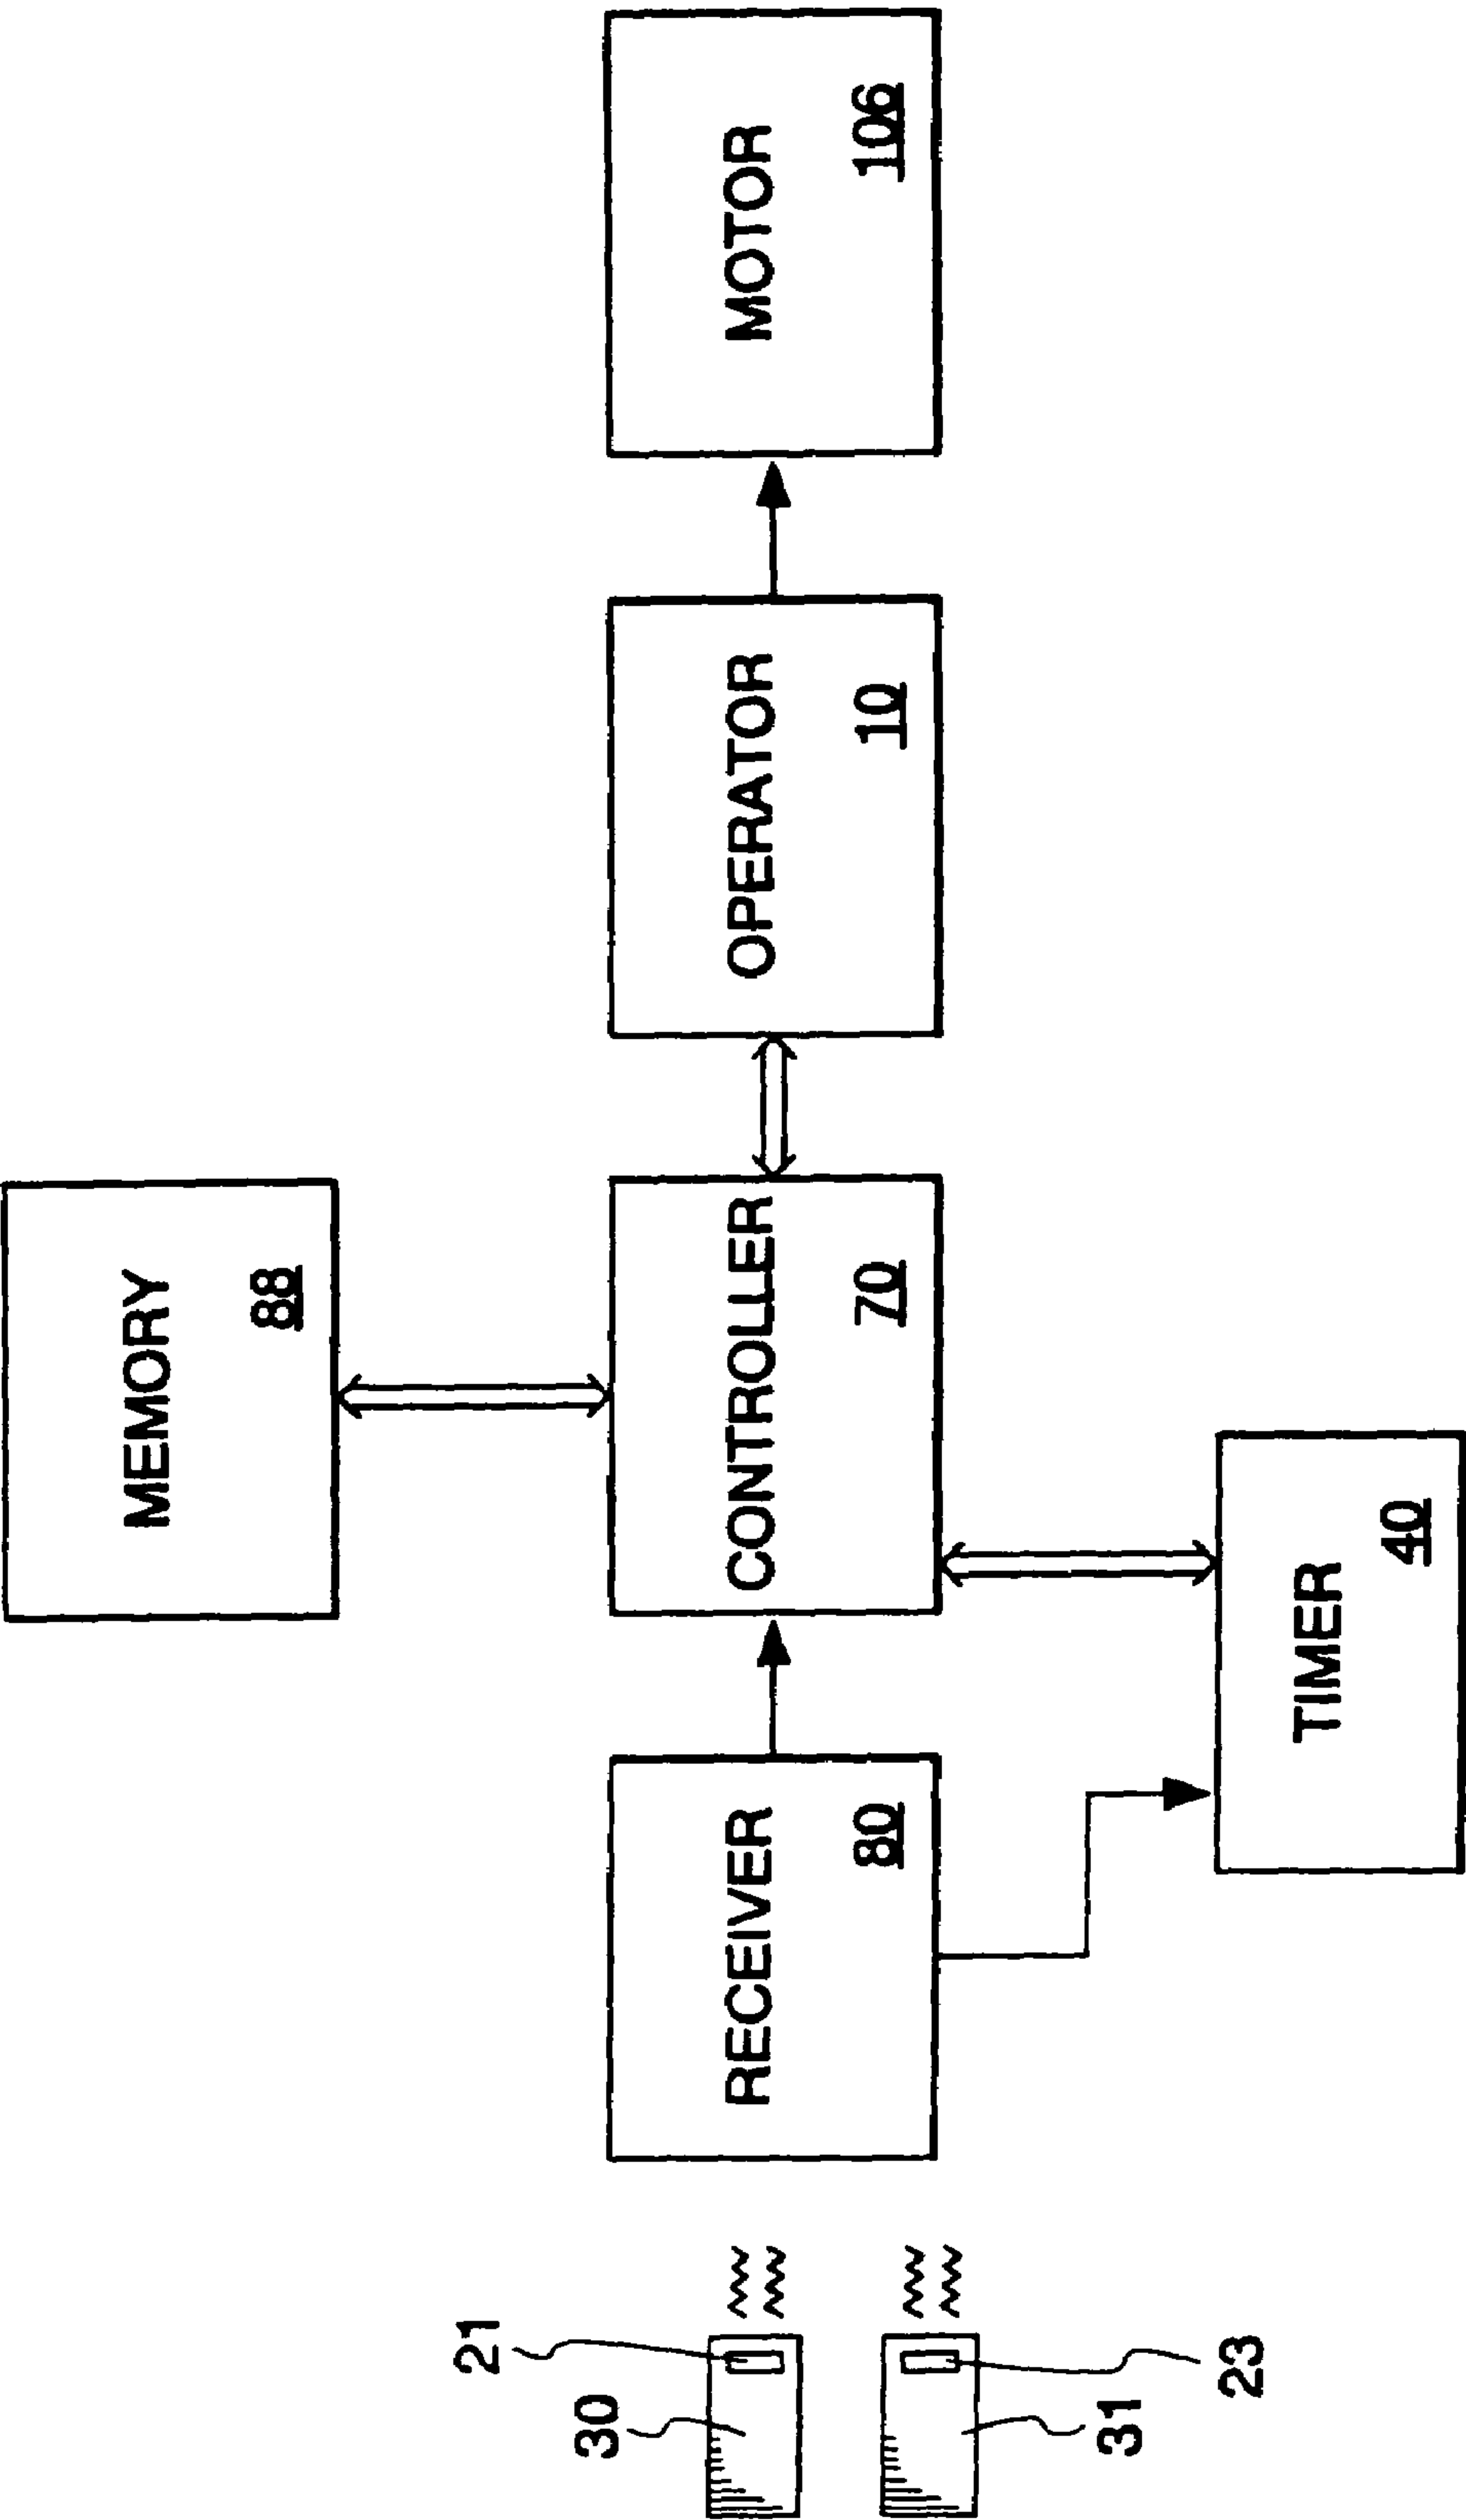 MEMORY
88
21
30
RECEIVER
80
CONTROLLER
70
OPERATOR
10
MOTOR
106
31
23
TIMER
40